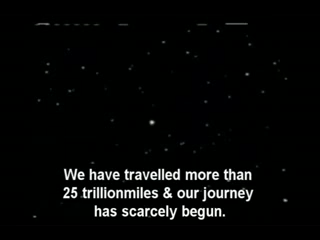 We have travelled more than
25 trillionmiles & our journey
has scarcely begun.